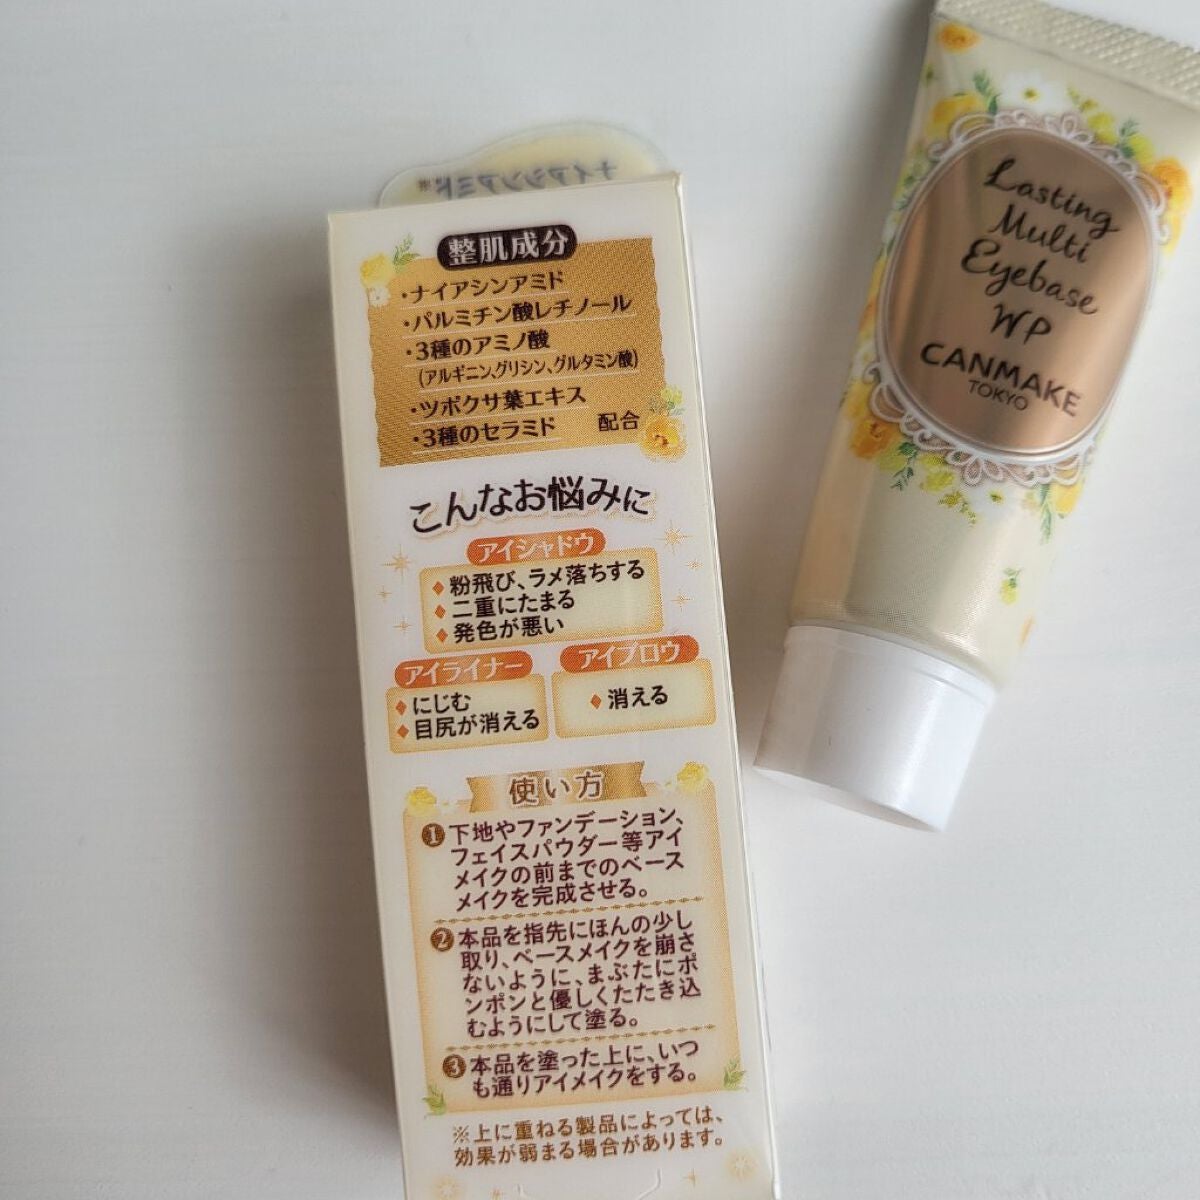 ナイアシンアミド※
整肌成分
・ナイアシンアミド
・パルミチン酸レチノール
・3種のアミノ酸
(アルギニン、グリシン、グルタミン酸)
・ツボクサ葉エキス
・3種のセラミド 配合
こんなお悩みに
アイシャドウ
◆粉飛び、ラメ落ちする
◆二重にたまる
◆発色が悪い
アイライナー
◆にじむ
◆目尻が消える
アイブロウ
◆消える
使い方
❶下地やファンデーション、
フェイスパウダー等アイ
メイクの前までのベース
メイクを完成させる。
❷本品を指先にほんの少し
取り、ベースメイクを崩さ
ないように、まぶたにポ
ンポンと優しくたたき込
むようにして塗る。
❸本品を塗った上に、いつ
も通りアイメイクをする。
※上に重ねる製品によっては、
効果が弱まる場合があります。
Lasting
Multi
Eyebase
WP
CANMAKE
TOKYO